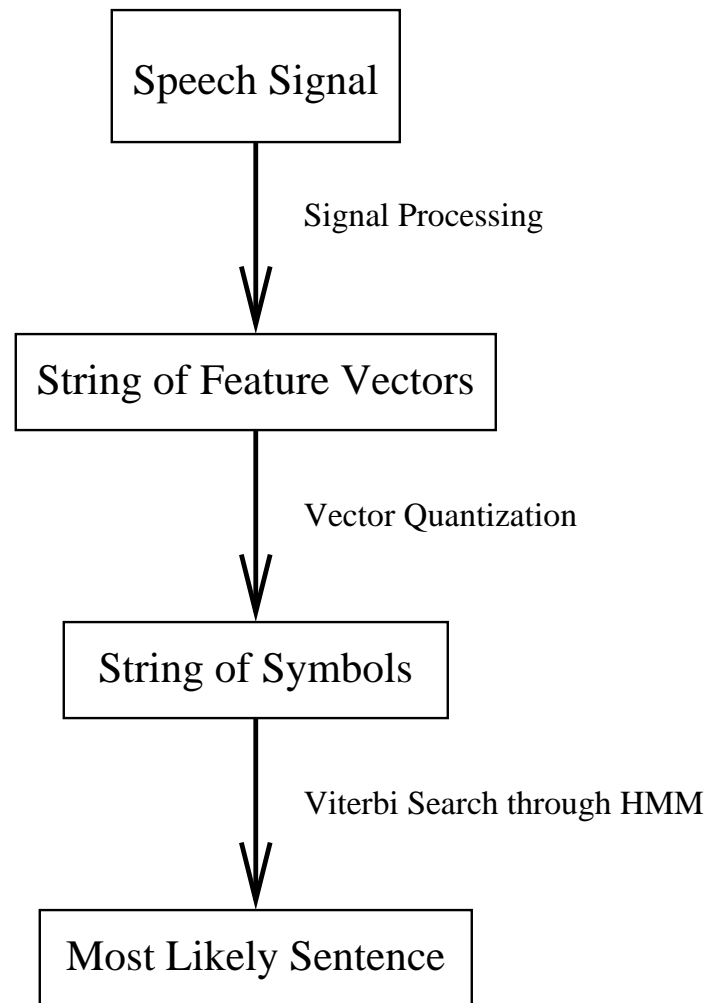 Speech Signal
Signal Processing
String of Feature Vectors
Vector Quantization
String of Symbols
Viterbi Search through HMM
Most Likely Sentence